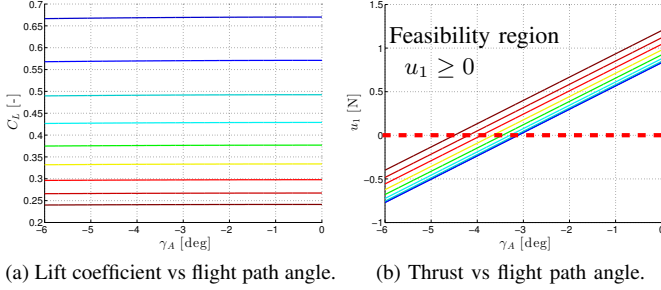 0.7
0.65
0.6
0.55
0.5
0.45
0.4
0.35
0.3
0.25
0.2
C_L [-]
-6 -5 -4 -3 -2 -1 0
γ_A [deg]
(a) Lift coefficient vs flight path angle.
1.5
1
0.5
0
-0.5
-1
u_1 [N]
Feasibility region
u_1 ≥ 0
-6 -5 -4 -3 -2 -1 0
γ_A [deg]
(b) Thrust vs flight path angle.